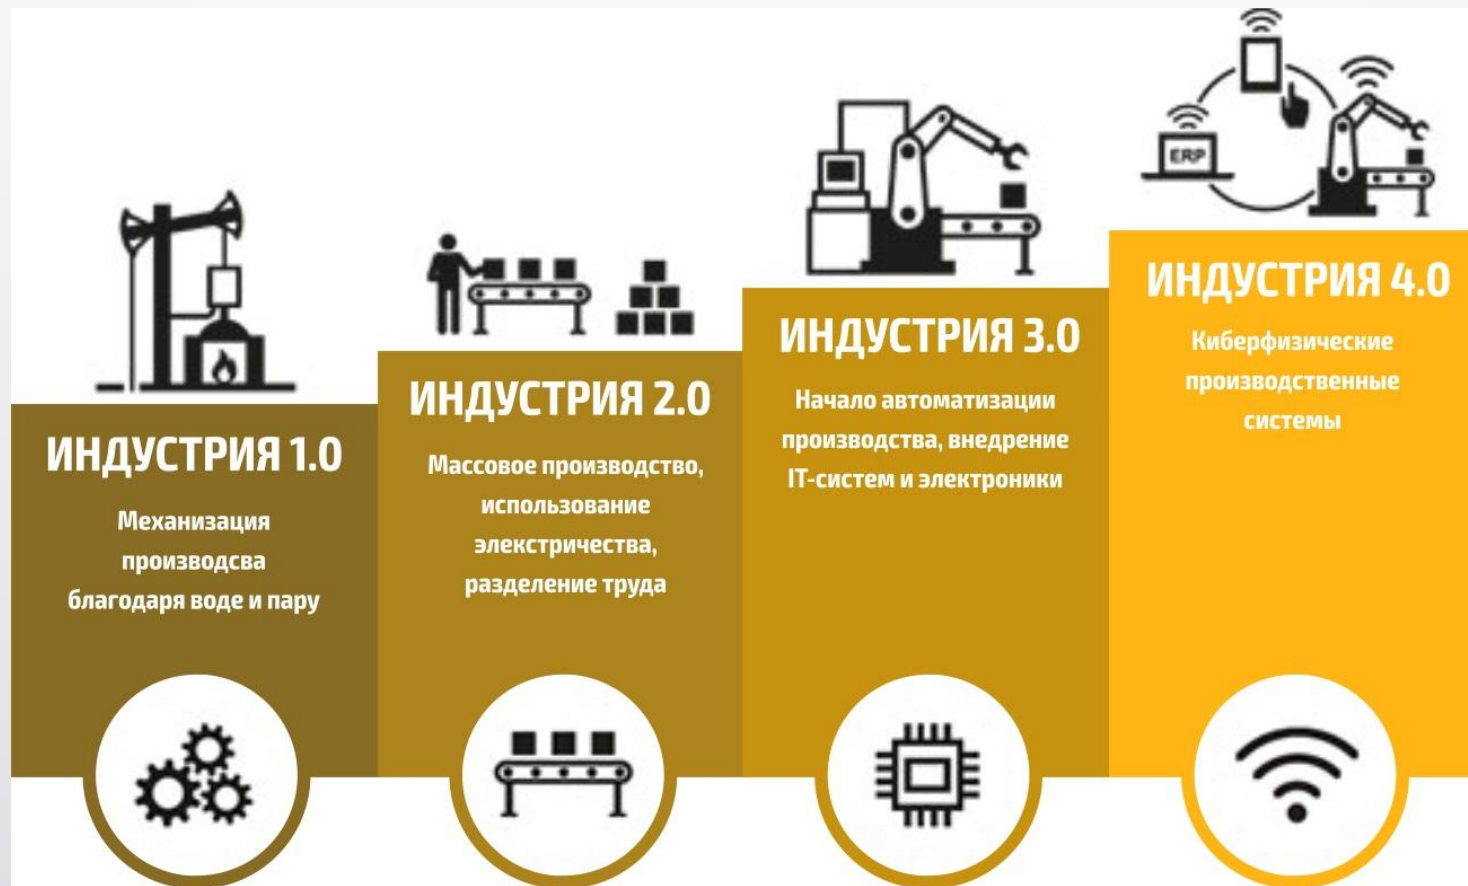 ERP
ИНДУСТРИЯ 1.0
Механизация
производсва
благодаря воде и пару
ИНДУСТРИЯ 2.0
Массовое производство,
использование
элекстричества,
разделение труда
ИНДУСТРИЯ 3.0
Начало автоматизации
производства, внедрение
IT-систем и электроники
ИНДУСТРИЯ 4.0
Киберфизические
производственные
системы